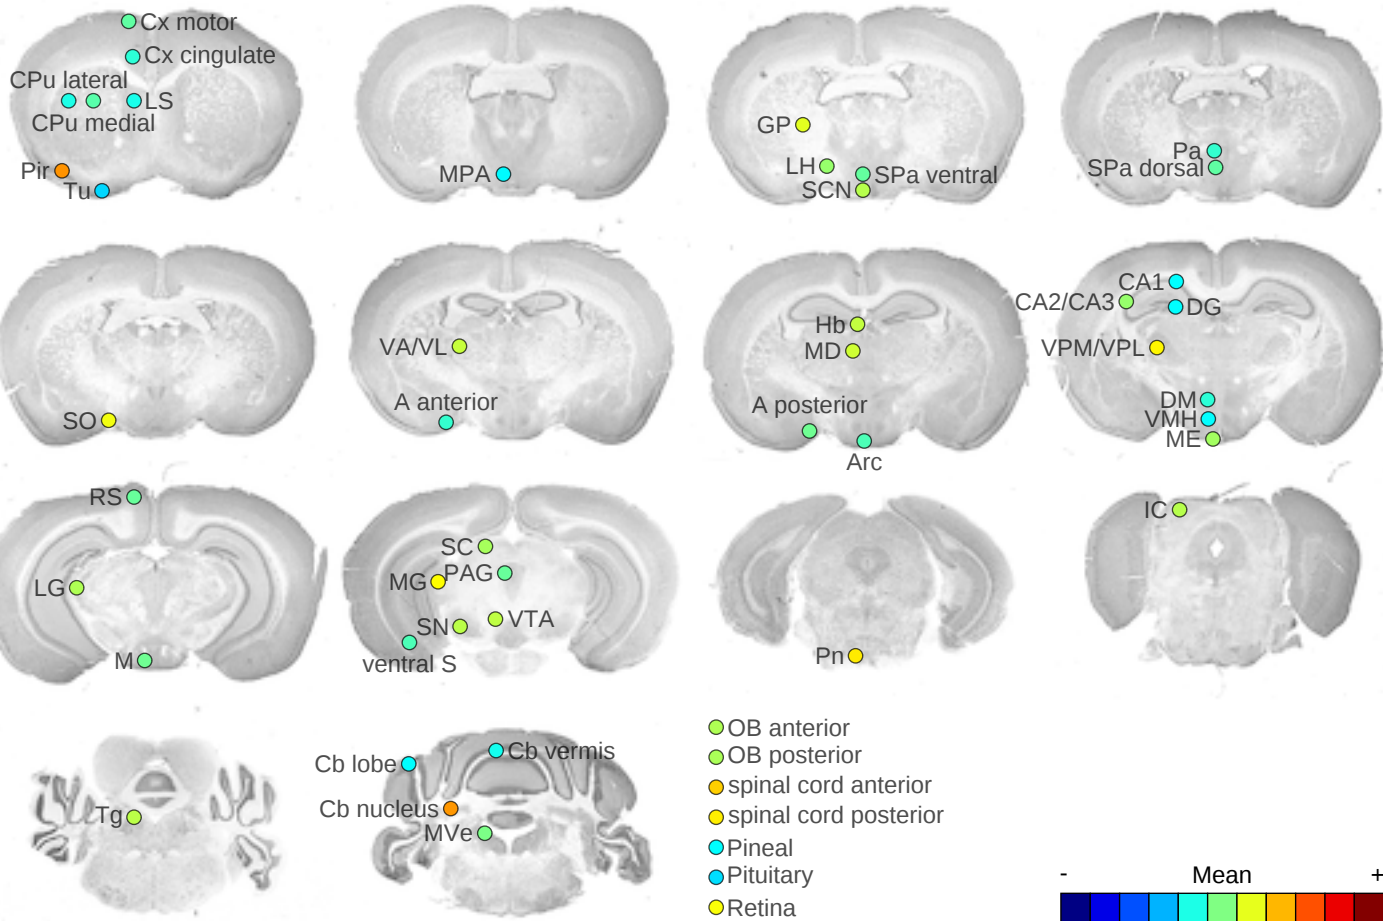 Cx motor
Cx cingulate
CPu lateral
LS
CPu medial
Pir
Tu
MPA
GP
LH
SPa ventral
SCN
Pa
SPa dorsal
SO
VA/VL
A anterior
Hb
MD
A posterior
Arc
CA1
CA2/CA3
DG
VPM/VPL
DM
VMH
ME
RS
LG
M
SC
PAG
MG
VTA
SN
ventral S
Pn
IC
Tg
Cb vermis
Cb lobe
Cb nucleus
MVe
OB anterior
OB posterior
spinal cord anterior
spinal cord posterior
Pineal
Pituitary
Retina
- Mean +